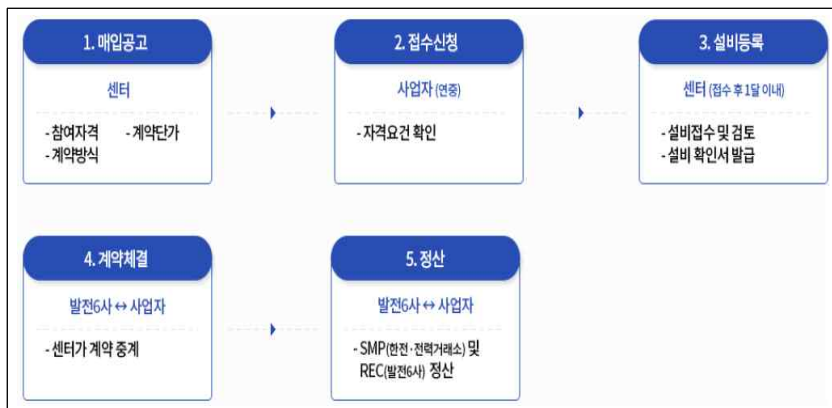 1. 매입공고
센터
- 참여자격 - 계약단가
- 계약방식
2. 접수신청
사업자 (연중)
- 자격요건 확인
3. 설비등록
센터 (접수 후 1달 이내)
- 설비접수 및 검토
- 설비 확인서 발급
4. 계약체결
발전6사 ↔ 사업자
- 센터가 계약 중계
5. 정산
발전6사 ↔ 사업자
- SMP(한전·전력거래소) 및
REC(발전6사) 정산